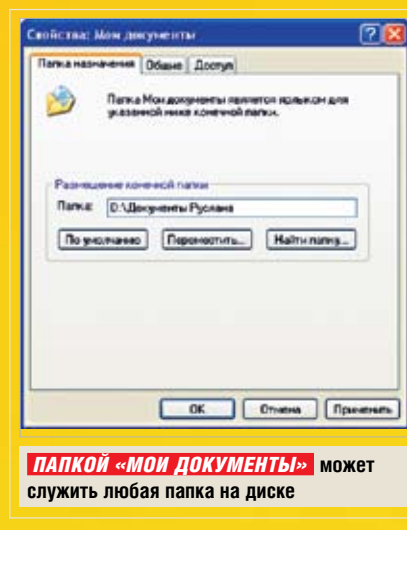 Свойства: Мои документы
Папка назначения Общие Доступ
Папка Мои документы является ярлыком для
указанной ниже конечной папки.
Размещение конечной папки
Папка: D:\Документы Руслана
По умолчанию Переместить... Найти папку...
OK Отмена Применить
ПАПКОЙ «МОИ ДОКУМЕНТЫ» может
служить любая папка на диске